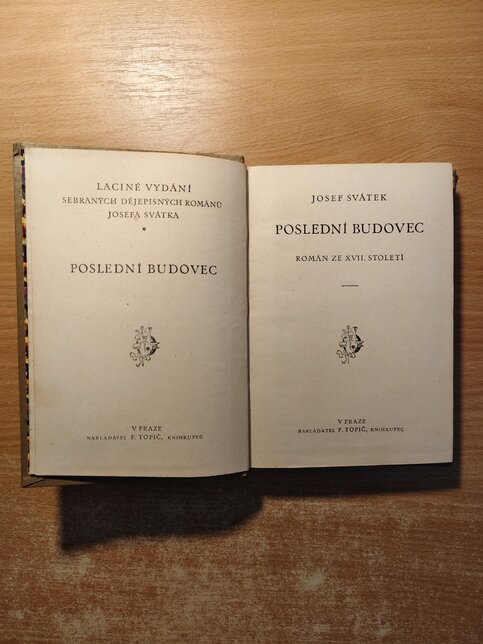 LACINÉ VYDÁNÍ
SEBRANÝCH DĚJEPISNÝCH ROMÁNŮ
JOSEFA SVÁTKA
*
POSLEDNÍ BUDOVEC
V PRAZE
NAKLADATEL F. TOPIČ, KNIHKUPEC
JOSEF SVÁTEK
POSLEDNÍ BUDOVEC
ROMÁN ZE XVII. STOLETÍ
V PRAZE
NAKLADATEL F. TOPIČ, KNIHKUPEC